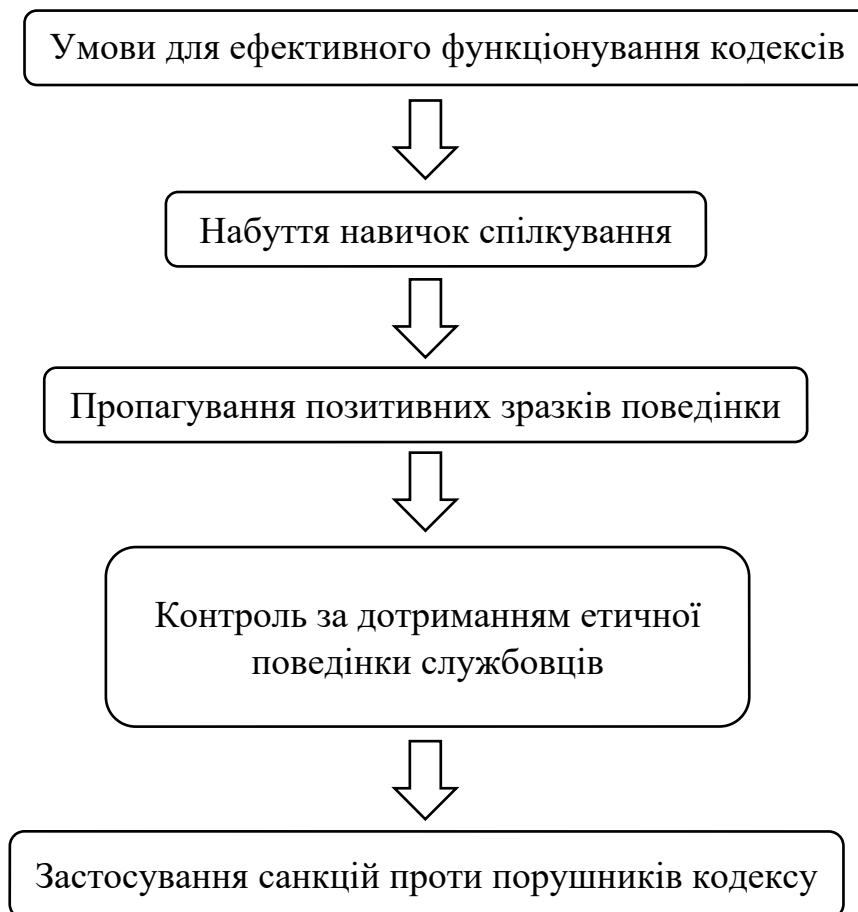 Умови для ефективного функціонування кодексів
Набуття навичок спілкування
Пропагування позитивних зразків поведінки
Контроль за дотриманням етичної
поведінки службовців
Застосування санкцій проти порушників кодексу